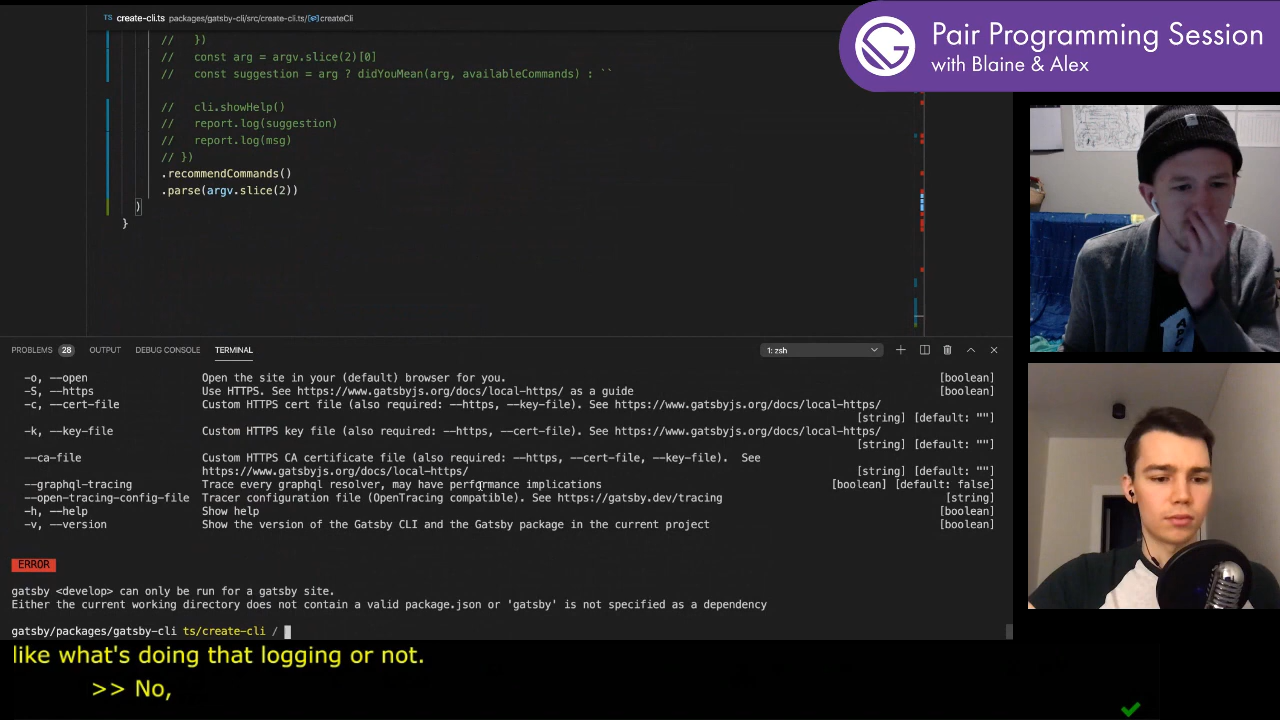 TS create-cli.ts packages/gatsby-cli/src/create-cli.ts/createCli
Pair Programming Session
with Blaine & Alex
//   })
//   const arg = argv.slice(2)[0]
//   const suggestion = arg ? didYouMean(arg, availableCommands) : ``
//   cli.showHelp()
//   report.log(suggestion)
//   report.log(msg)
// })
.recommendCommands()
.parse(argv.slice(2))
)
}
PROBLEMS 28 OUTPUT DEBUG CONSOLE TERMINAL 1: zsh
-o, --open Open the site in your (default) browser for you. [boolean]
-S, --https Use HTTPS. See https://www.gatsbyjs.org/docs/local-https/ as a guide [boolean]
-c, --cert-file Custom HTTPS cert file (also required: --https, --key-file). See https://www.gatsbyjs.org/docs/local-https/
[string] [default: ""]
-k, --key-file Custom HTTPS key file (also required: --https, --cert-file). See https://www.gatsbyjs.org/docs/local-https/
[string] [default: ""]
--ca-file Custom HTTPS CA certificate file (also required: --https, --cert-file, --key-file).  See
https://www.gatsbyjs.org/docs/local-https/ [string] [default: ""]
--graphql-tracing Trace every graphql resolver, may have performance implications [boolean] [default: false]
--open-tracing-config-file Tracer configuration file (OpenTracing compatible). See https://gatsby.dev/tracing [string]
-h, --help Show help [boolean]
-v, --version Show the version of the Gatsby CLI and the Gatsby package in the current project [boolean]
ERROR
gatsby <develop> can only be run for a gatsby site.
Either the current working directory does not contain a valid package.json or 'gatsby' is not specified as a dependency
gatsby/packages/gatsby-cli ts/create-cli /
like what's doing that logging or not.
>> No,